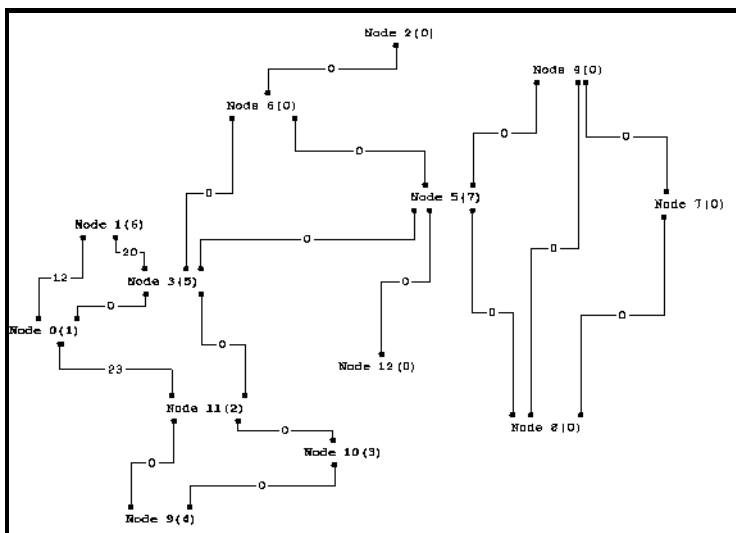 Node 2(0)
0
Node 4(0)
Node 6(0)
0
0
0
0
Node 5(7)
Node 7(0)
Node 1(6)
20
0
0
12
Node 3(5)
0
0
0
Node 0(1)
0
23
Node 12(0)
Node 11(2)
Node 8(0)
0
Node 10(3)
0
0
Node 9(4)